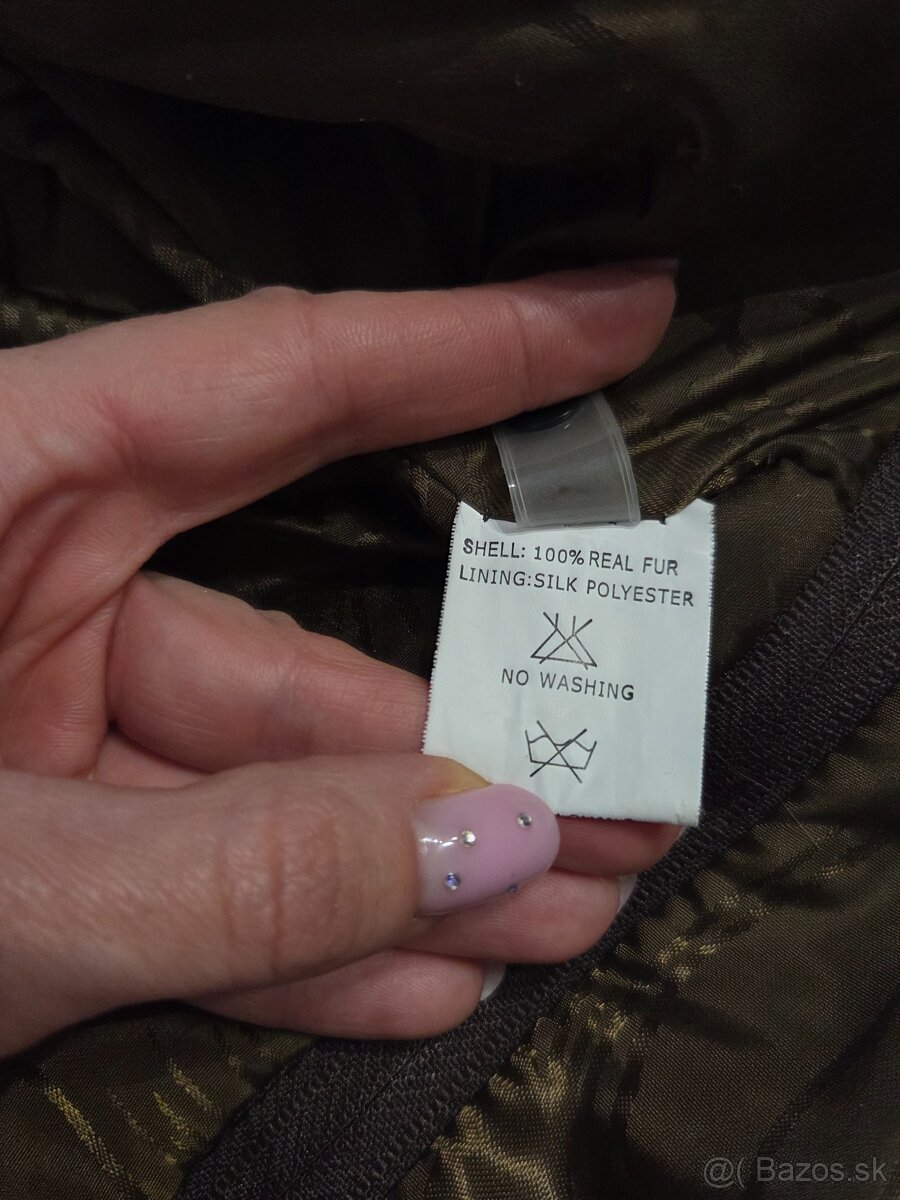 SHELL: 100% REAL FUR
LINING:SILK POLYESTER
NO WASHING
@( Bazos.sk